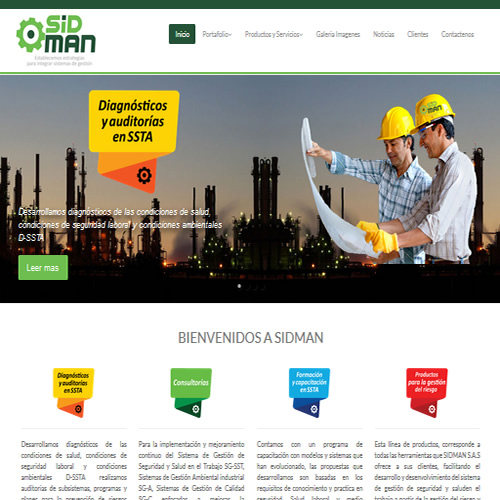 SiD
MAN
Establecemos estrategias
para integrar sistemas de gestión
Inicio
Portafolio
Productos y Servicios
Galeria Imagenes
Noticias
Clientes
Contactenos
Diagnósticos
y auditorías
en SSTA
SiD
MAN
Desarrollamos diagnósticos de las condiciones de salud,
condiciones de seguridad laboral y condiciones ambientales
D-SSTA
Leer mas
BIENVENIDOS A SIDMAN
Diagnósticos
y auditorías
en SSTA
Desarrollamos diagnósticos de las
condiciones de salud, condiciones de
seguridad laboral y condiciones
ambientales D-SSTA realizamos
auditorías de subsistemas, programas y
planes para la prevención de riesgos
Consultorías
Para la implementación y mejoramiento
continuo del Sistema de Gestión de
Seguridad y Salud en el Trabajo SG-SST,
Sistemas de Gestión Ambiental industrial
SG-A, Sistemas de Gestión de Calidad
SG-C enfocados a mejorar la
Formación y
capacitación
en SSTA
Contamos con un programa de
capacitación con modelos y sistemas que
han evolucionado, las propuestas que
desarrollamos son basadas en los
requisitos de conocimiento y practica en
seguridad, Salud laboral y medio
Productos
para la gestión
del riesgo
Esta línea de productos, corresponde a
todas las herramientas que SIDMAN S.A.S
ofrece a sus clientes, facilitando el
desarrollo y desenvolvimiento del sistema
de gestión de seguridad y saluden el
trabajo o parte de la gestión del riesgo y